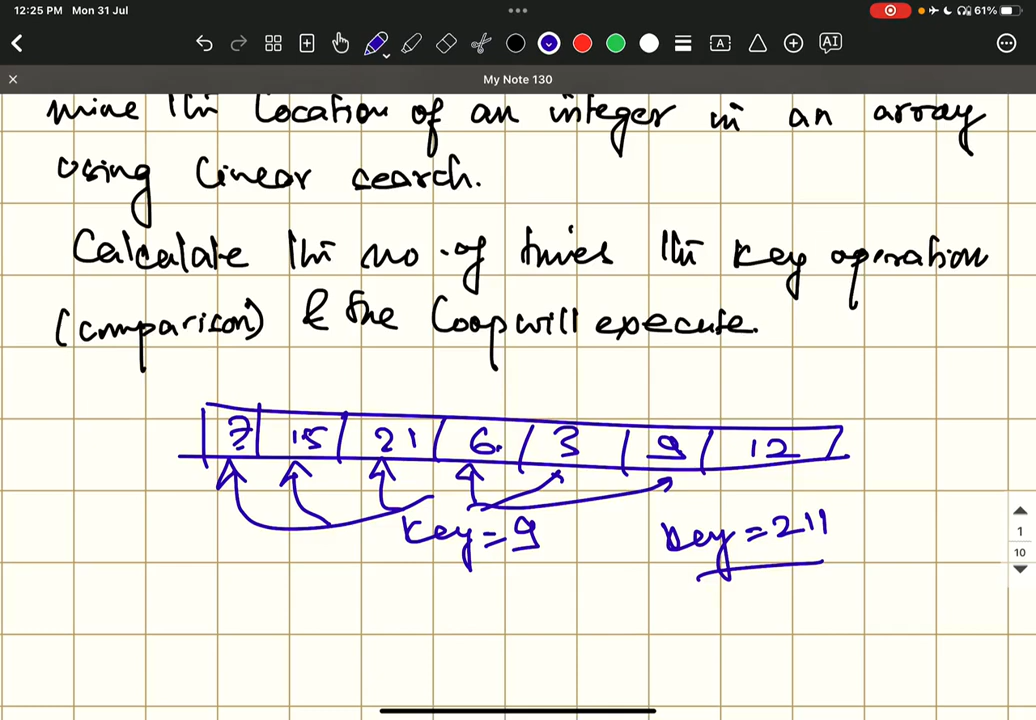 12:25 PM Mon 31 Jul
61%
A
AI
My Note 130
mine the location of an integer in an array
using linear search.
Calculate the no. of times the key operation
(comparison) & the loop will execute.
15 21 6 3 9 12
key=9 key=211
1
10